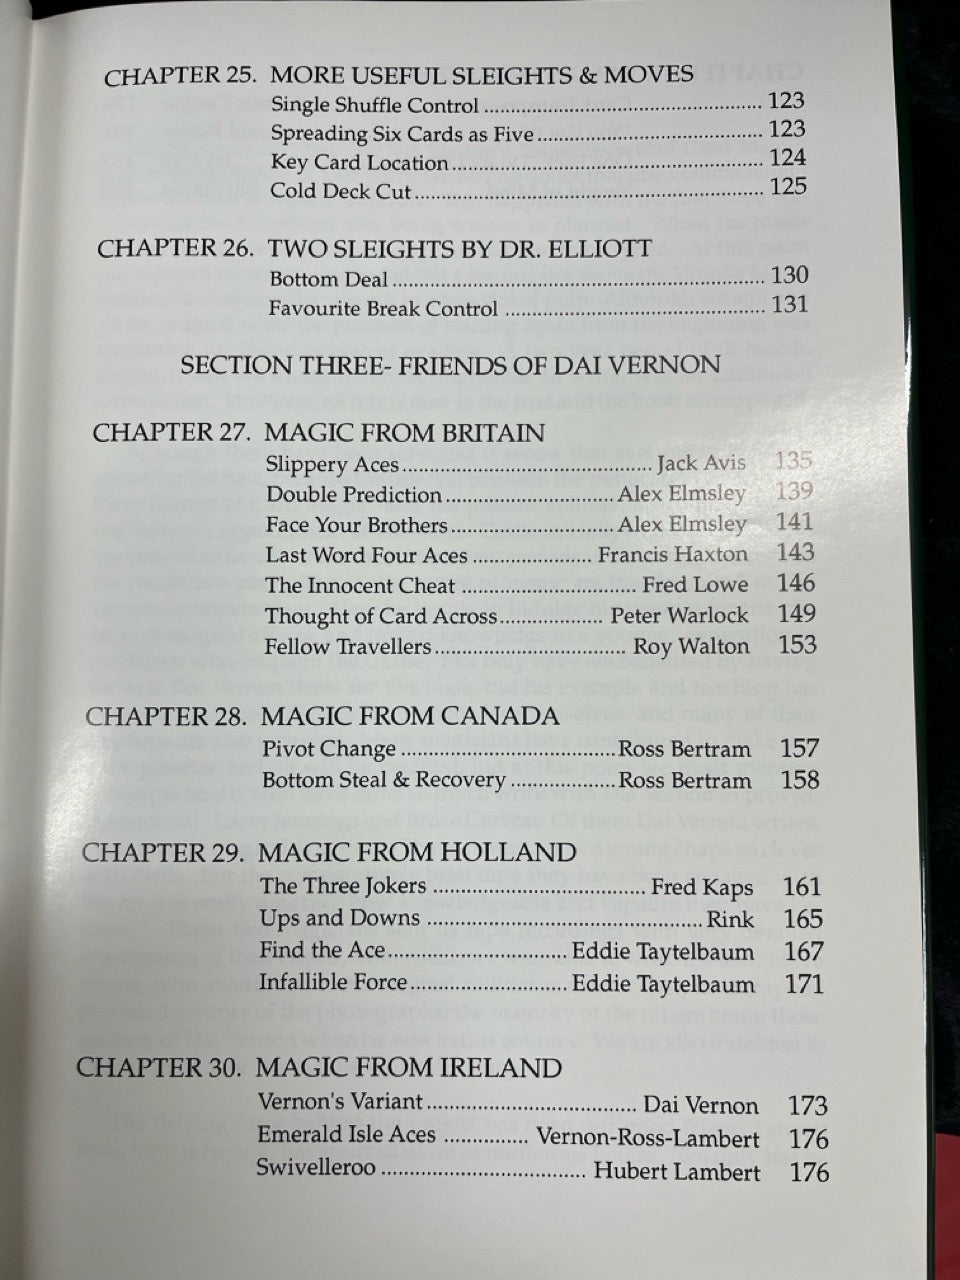 CHAPTER 25. MORE USEFUL SLEIGHTS & MOVES
Single Shuffle Control ................................................. 123
Spreading Six Cards as Five ........................................ 123
Key Card Location ....................................................... 124
Cold Deck Cut .............................................................. 125
CHAPTER 26. TWO SLEIGHTS BY DR. ELLIOTT
Bottom Deal .................................................................. 130
Favourite Break Control .............................................. 131
SECTION THREE- FRIENDS OF DAI VERNON
CHAPTER 27. MAGIC FROM BRITAIN
Slippery Aces ............................................ Jack Avis 135
Double Prediction .............................. Alex Elmsley 139
Face Your Brothers ............................. Alex Elmsley 141
Last Word Four Aces ..................... Francis Haxton 143
The Innocent Cheat ............................... Fred Lowe 146
Thought of Card Across .................. Peter Warlock 149
Fellow Travellers .................................. Roy Walton 153
CHAPTER 28. MAGIC FROM CANADA
Pivot Change ...................................... Ross Bertram 157
Bottom Steal & Recovery ................... Ross Bertram 158
CHAPTER 29. MAGIC FROM HOLLAND
The Three Jokers ...................................... Fred Kaps 161
Ups and Downs ................................................. Rink 165
Find the Ace ................................ Eddie Taytelbaum 167
Infallible Force ............................ Eddie Taytelbaum 171
CHAPTER 30. MAGIC FROM IRELAND
Vernon's Variant ..................................... Dai Vernon 173
Emerald Isle Aces ............... Vernon-Ross-Lambert 176
Swivelleroo .................................... Hubert Lambert 176